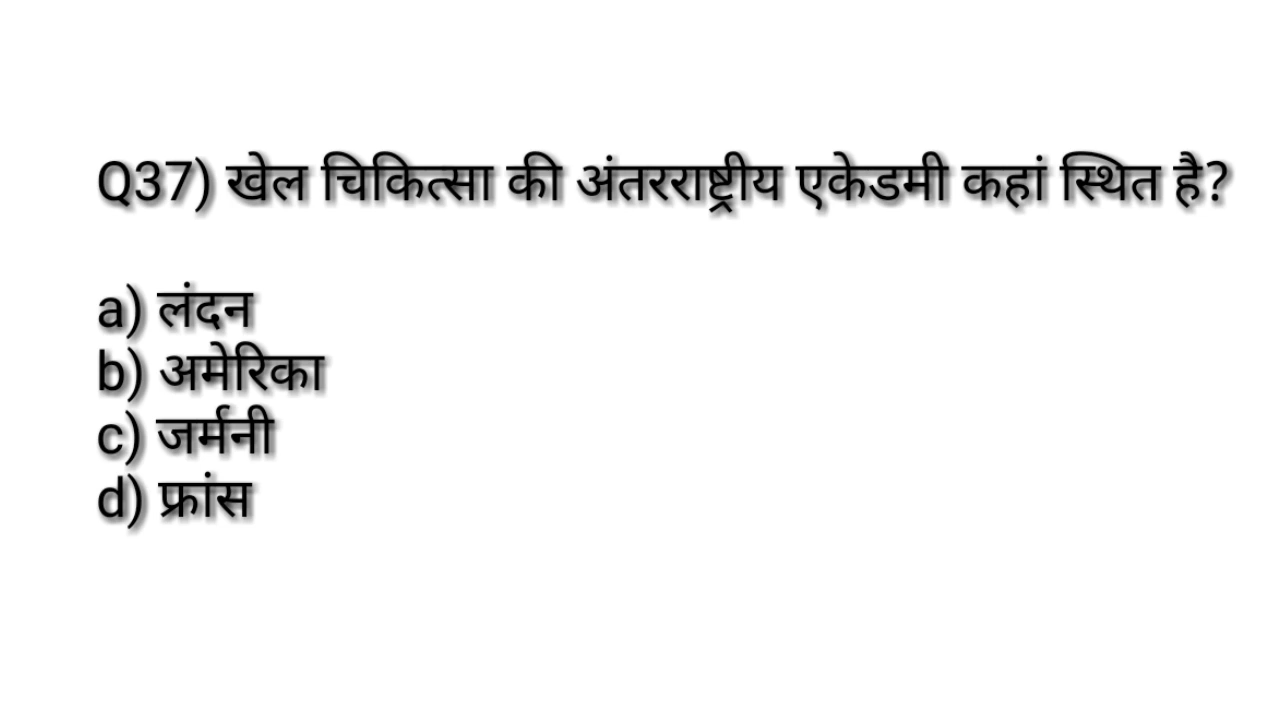 Q37) खेल चिकित्सा की अंतरराष्ट्रीय एकेडमी कहां स्थित है?
a) लंदन
b) अमेरिका
c) जर्मनी
d) फ्रांस